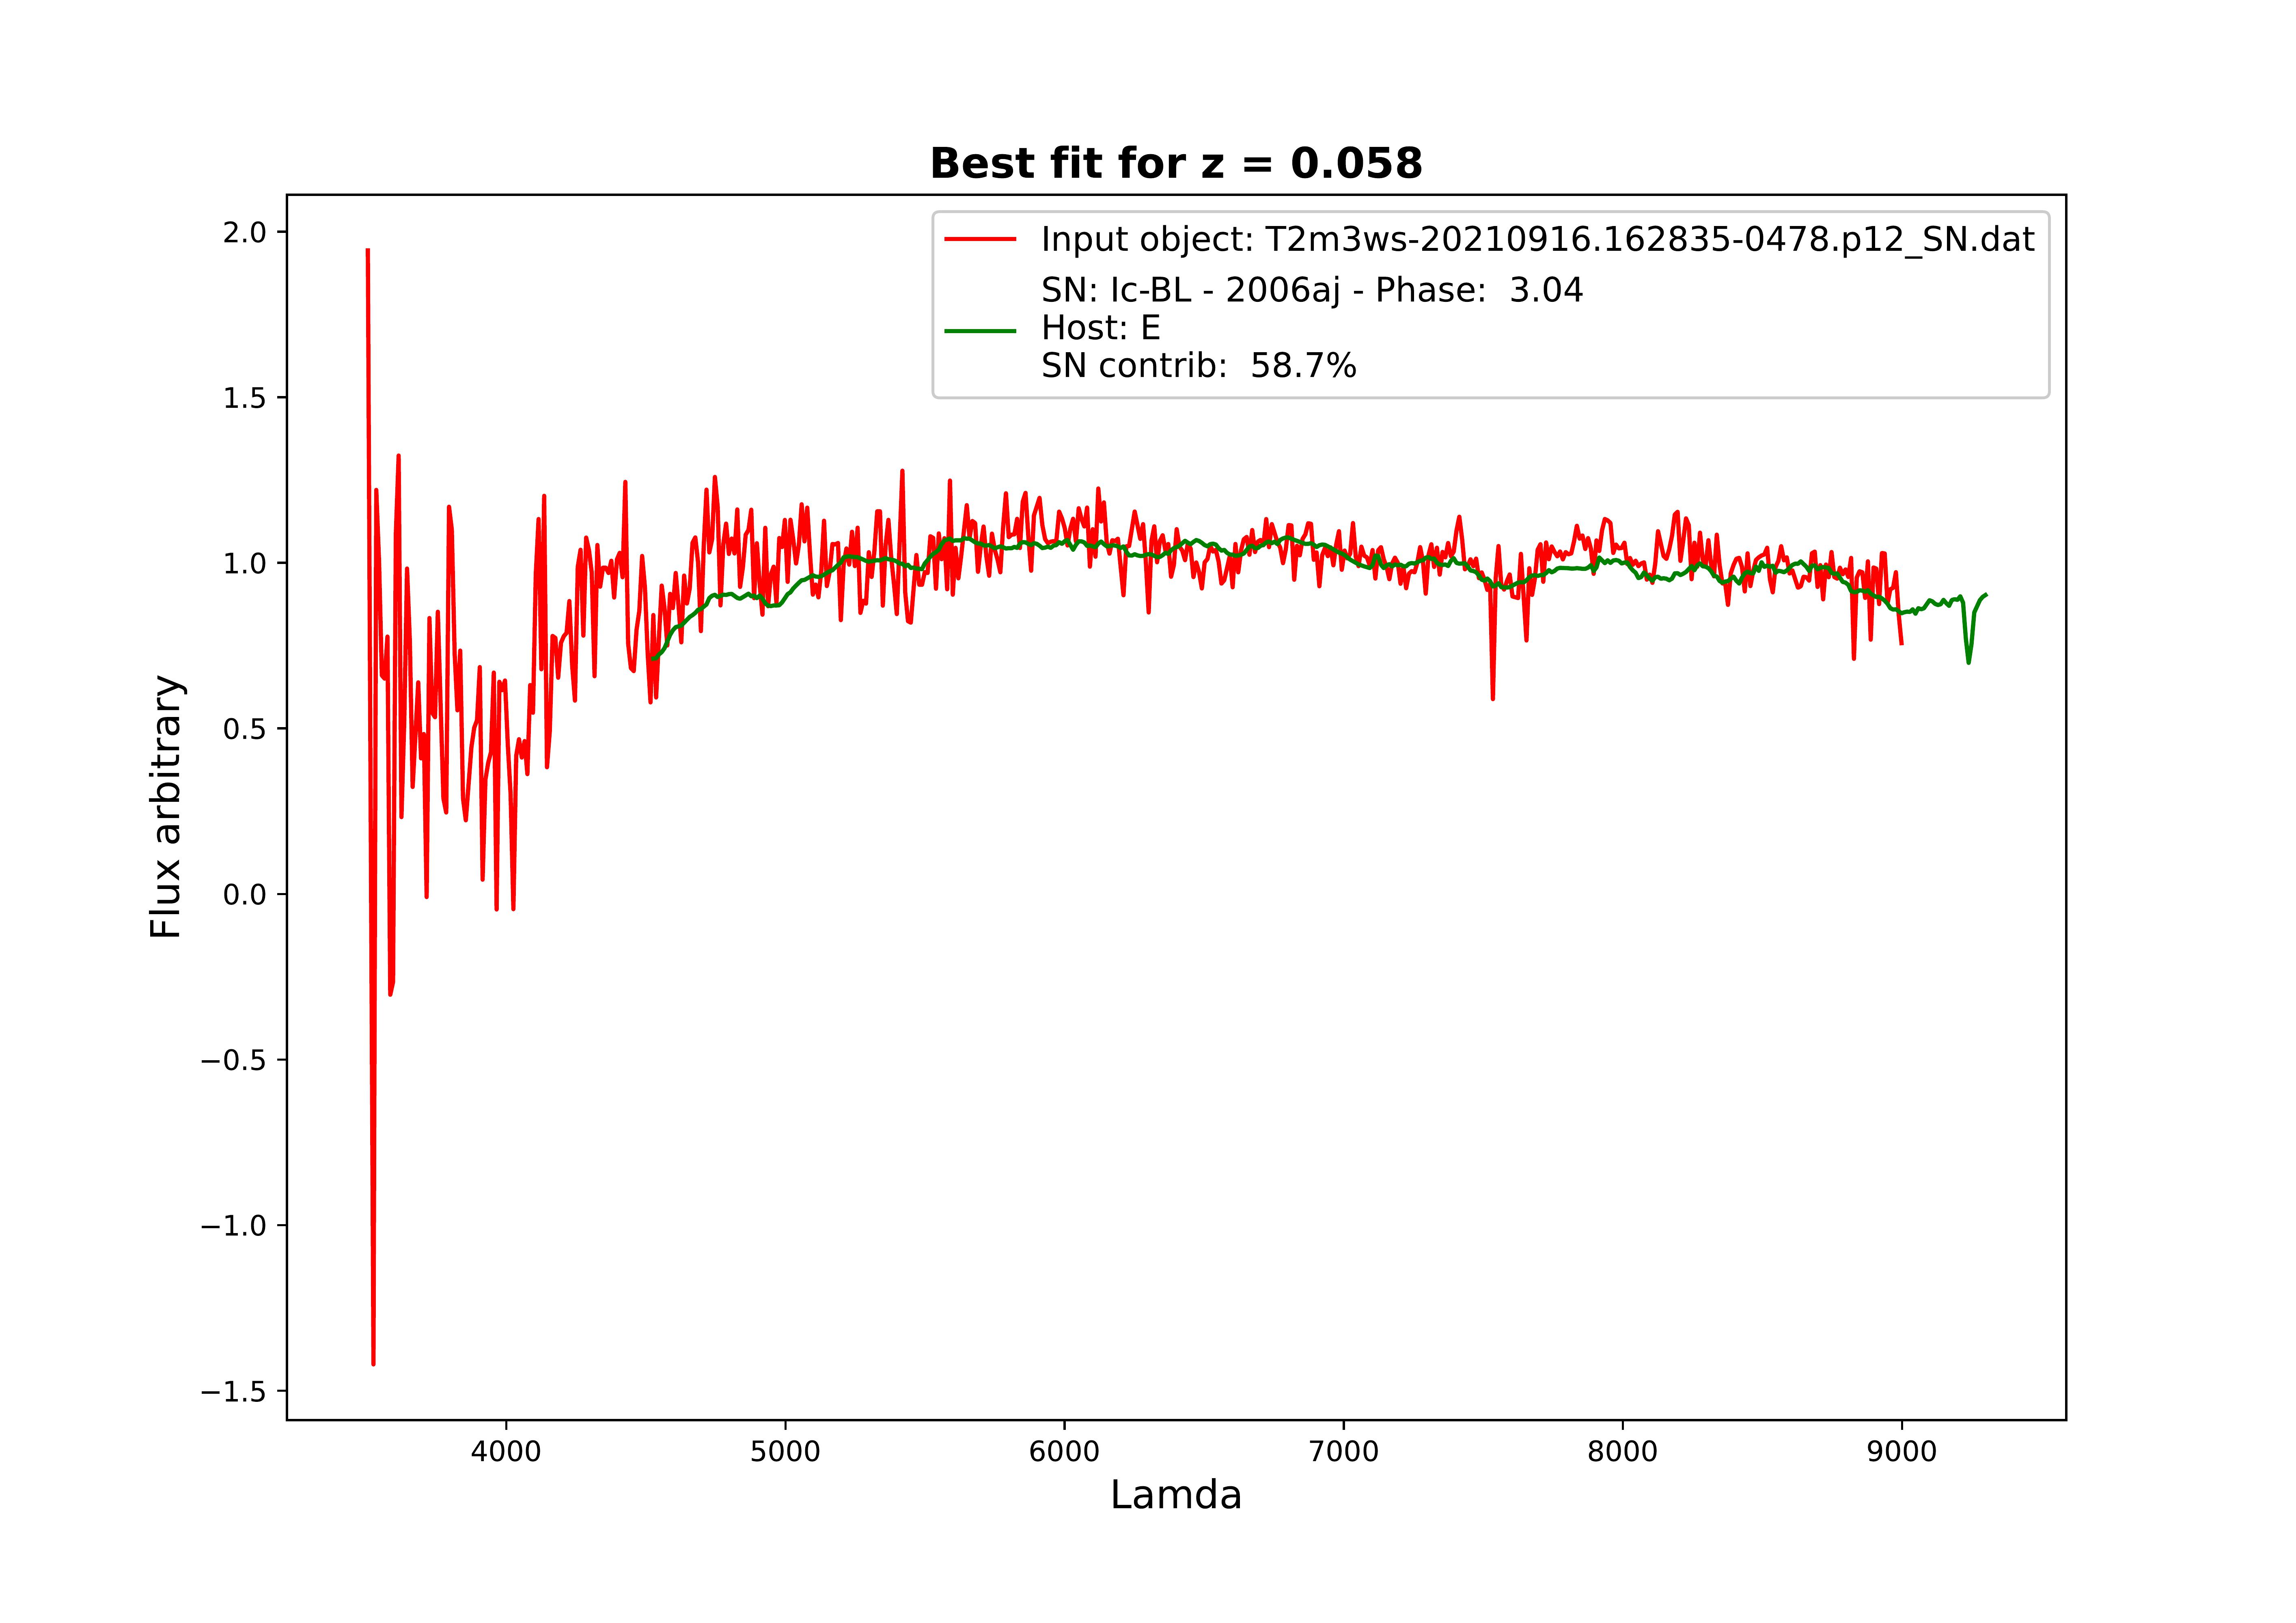 Best fit for z = 0.058
Input object: T2m3ws-20210916.162835-0478.p12_SN.dat
SN: Ic-BL - 2006aj - Phase:  3.04
Host: E
SN contrib:  58.7%
Flux arbitrary
2.0
1.5
1.0
0.5
0.0
−0.5
−1.0
−1.5
4000 5000 6000 7000 8000 9000
Lamda